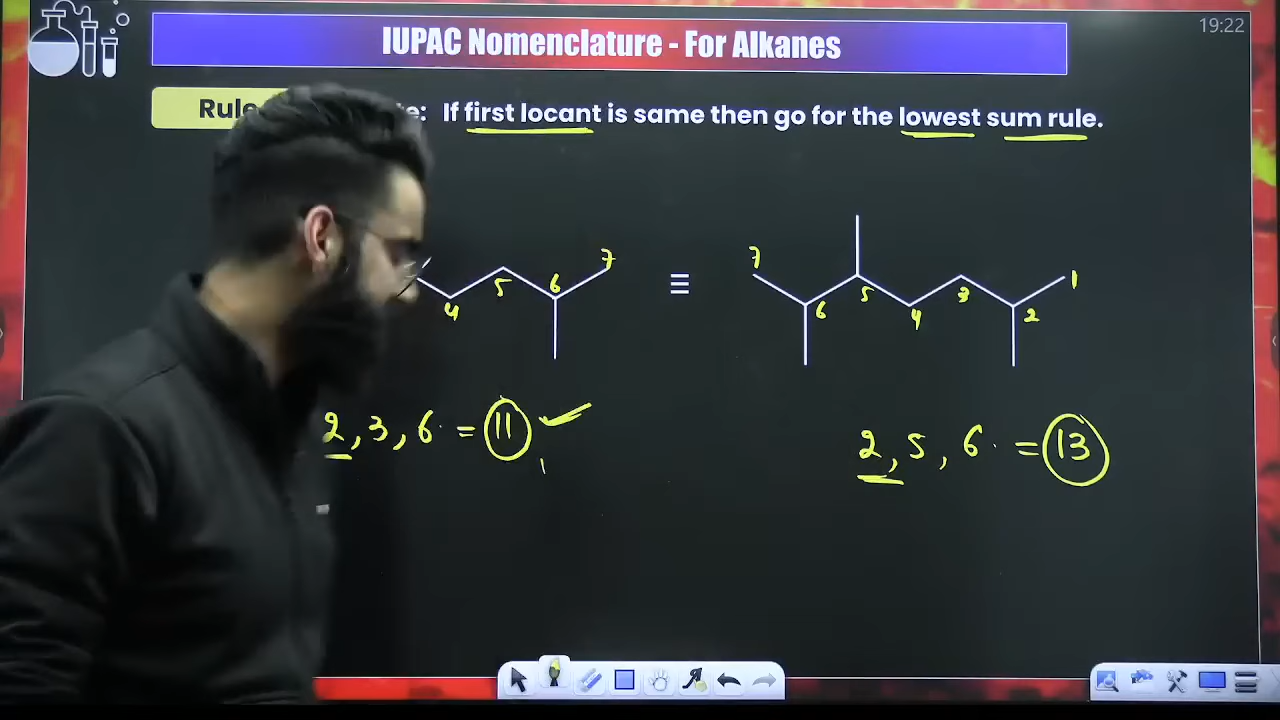 19:22
IUPAC Nomenclature - For Alkanes
If first locant is same then go for the lowest sum rule.
4 5 6 7
≡
7 6 5 4 3 2 1
2, 3, 6 = 11
2, 5, 6 = 13